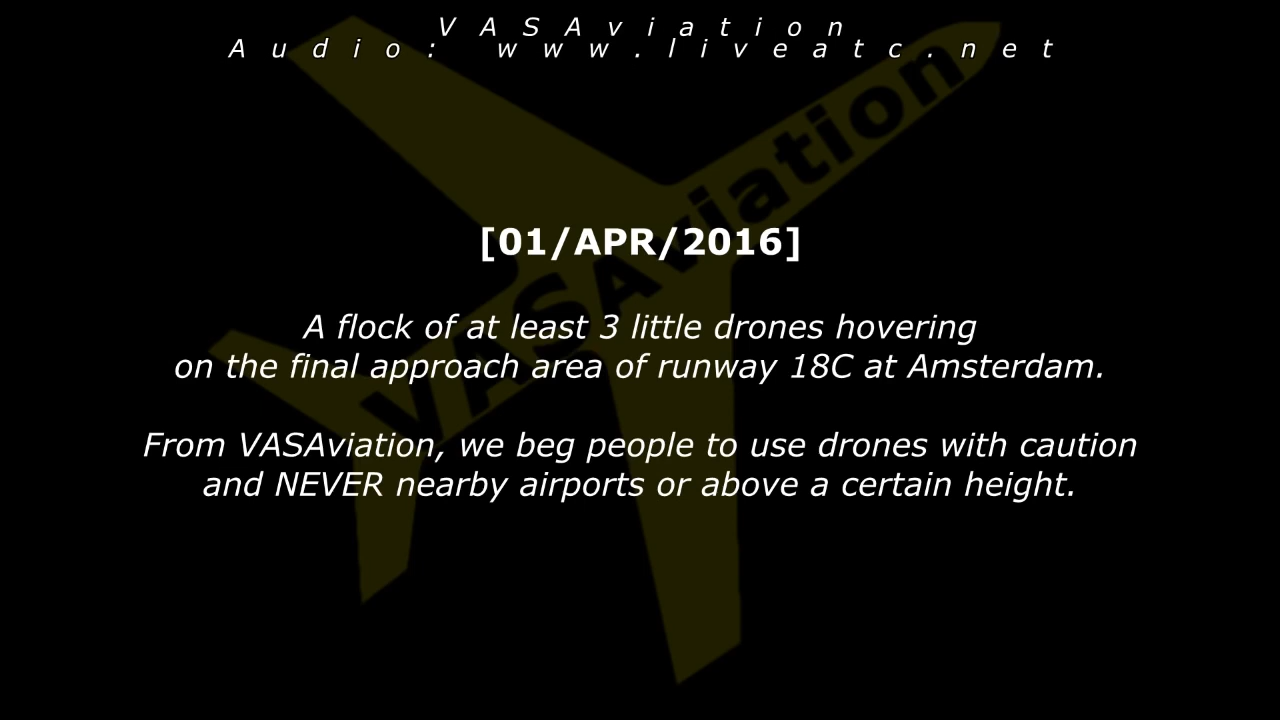 V A S A v i a t i o n
A u d i o : w w w . l i v e a t c . n e t
VASAviation
[01/APR/2016]
A flock of at least 3 little drones hovering
on the final approach area of runway 18C at Amsterdam.
From VASAviation, we beg people to use drones with caution
and NEVER nearby airports or above a certain height.